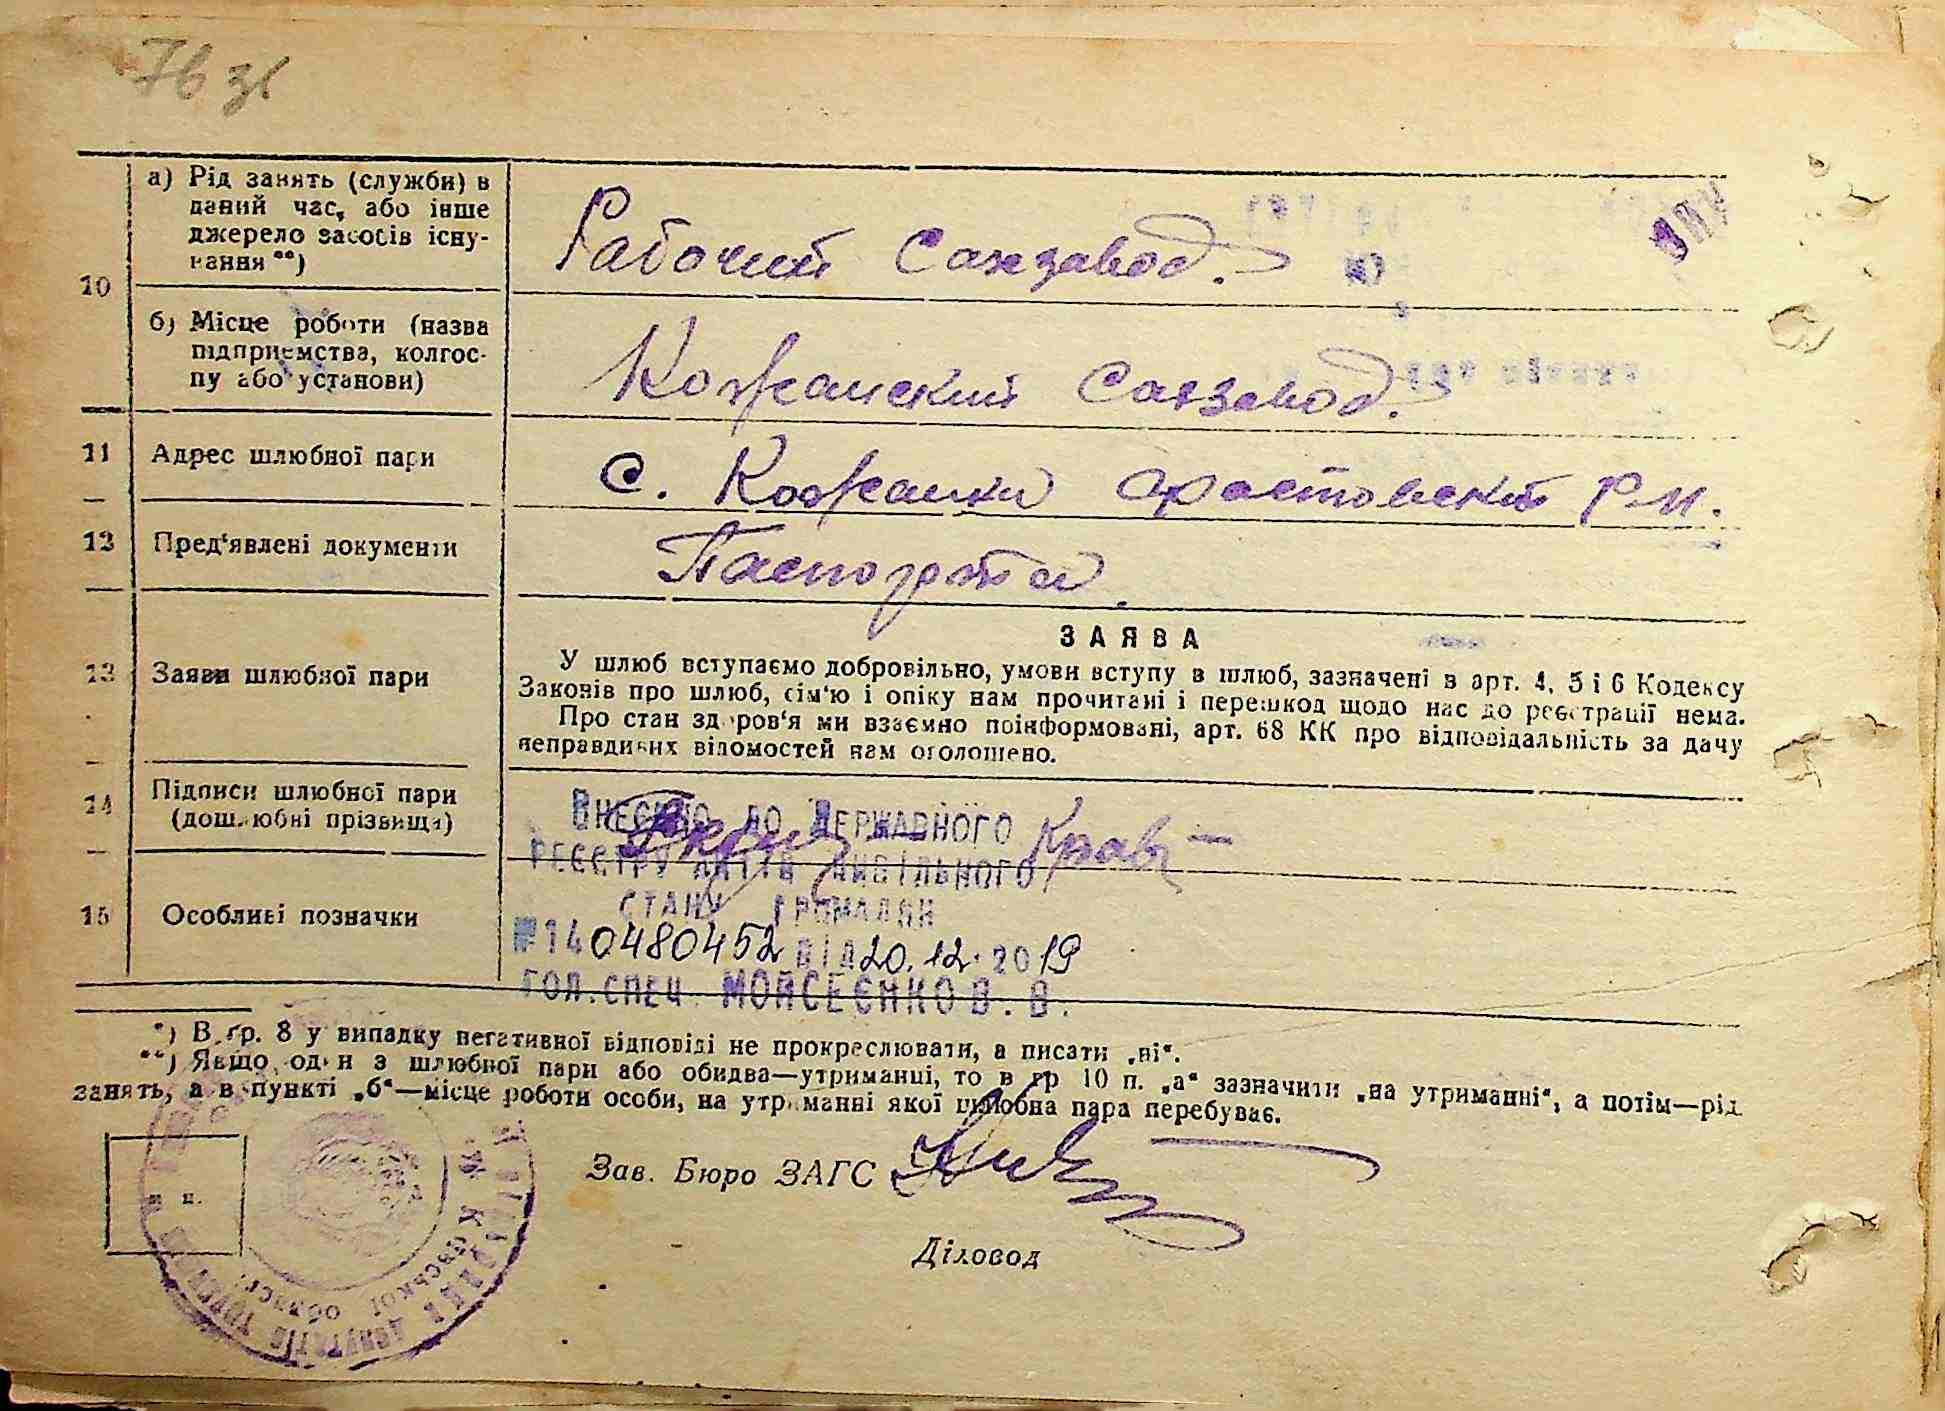 76 зв
10
а) Рід занять (служби) в
даний час, або інше
джерело засобів існу-
вання **)
Рабочий Сахзавод.
б) Місце роботи (назва
підприємства, колгос-
пу або установи)
Кожанский Сахзавод.
11
Адрес шлюбної пари
С. Кожанки Фастовский р-н.
12
Пред'явлені документи
Паспорта.
13
Заяви шлюбної пари
ЗАЯВА
У шлюб вступаємо добровільно, умови вступу в шлюб, зазначені в арт. 4, 5 і 6 Кодексу
Законів про шлюб, сім'ю і опіку нам прочитані і перешкод щодо нас до реєстрації нема.
Про стан здоров'я ми взаємно поінформовані, арт. 68 КК про відповідальність за дачу
неправдивих відомостей нам оголошено.
14
Підписи шлюбної пари
(дошлюбні прізвища)
Внесено до Державного
реєстру актів цивільного
стану громадян
№140480452 від 20.12.2019
Гол.спец. Мойсеєнко В. В.
15
Особливі позначки
*) В гр. 8 у випадку негативної відповіді не прокреслювати, а писати „ні“.
**) Якщо один з шлюбної пари або обидва—утриманці, то в гр 10 п. „а“ зазначити „на утриманні“, а потім—рід
занять, а в пункті „б“—місце роботи особи, на утриманні якої шлюбна пара перебуває.
м п.
Зав. Бюро ЗАГС
Діловод
Київської області